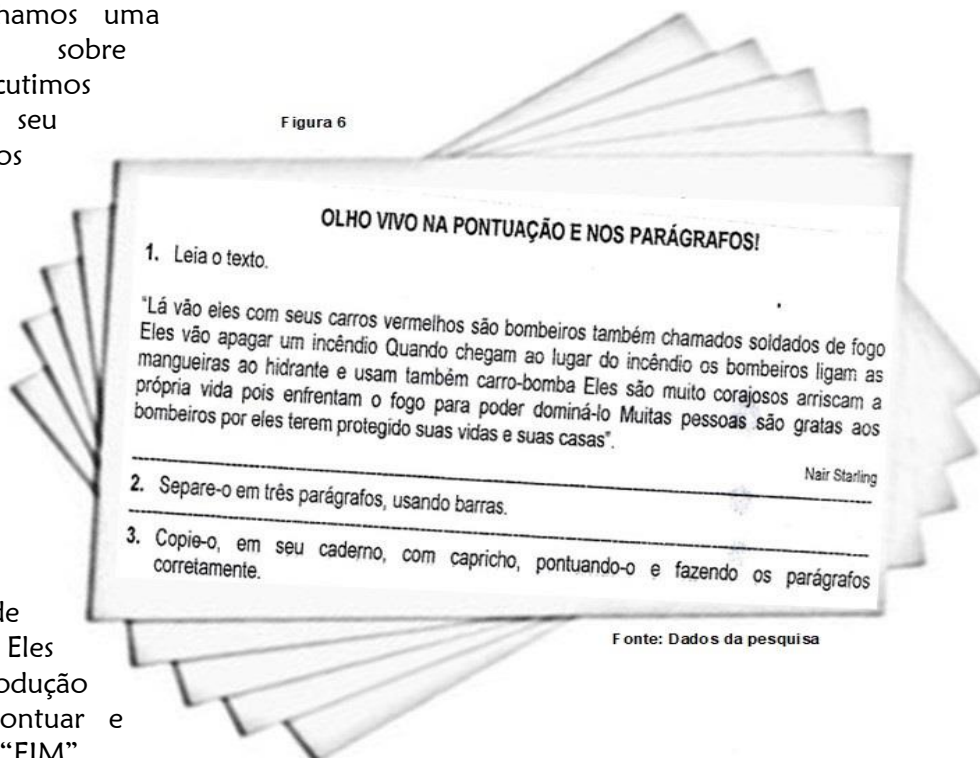 uma
sobre
seu
Figura 6
OLHO VIVO NA PONTUAÇÃO E NOS PARÁGRAFOS!
1. Leia o texto.
"Lá vão eles com seus carros vermelhos são bombeiros também chamados soldados de fogo
Eles vão apagar um incêndio Quando chegam ao lugar do incêndio os bombeiros ligam as
mangueiras ao hidrante e usam também carro-bomba Eles são muito corajosos arriscam a
própria vida pois enfrentam o fogo para poder dominá-lo Muitas pessoas são gratas aos
bombeiros por eles terem protegido suas vidas e suas casas".
Nair Starling
2. Separe-o em três parágrafos, usando barras.
3. Copie-o, em seu caderno, com capricho, pontuando-o e fazendo os parágrafos
corretamente.
Fonte: Dados da pesquisa
Eles
e
"FIM"